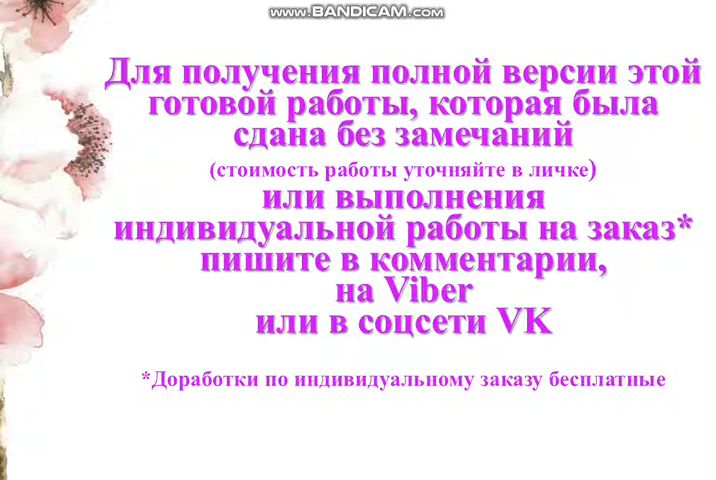 www.BANDICAM.com
Для получения полной версии этой
готовой работы, которая была
сдана без замечаний
(стоимость работы уточняйте в личке)
или выполнения
индивидуальной работы на заказ*
пишите в комментарии,
на Viber
или в соцсети VK
*Доработки по индивидуальному заказу бесплатные